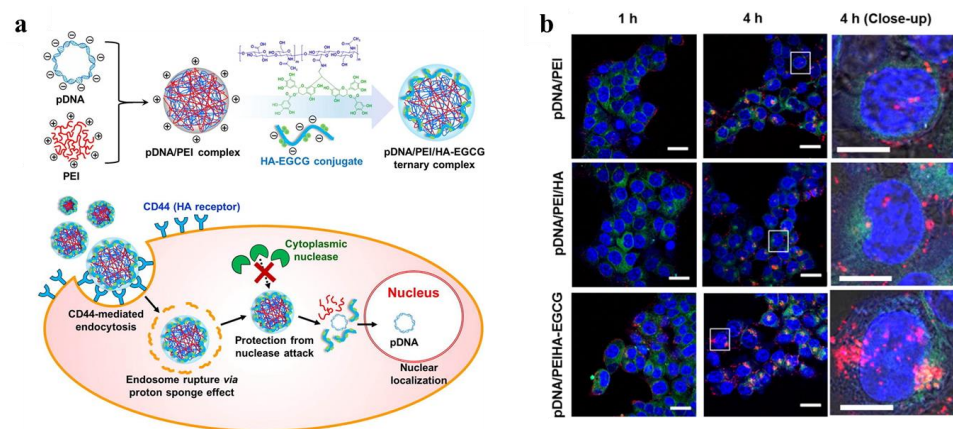 a
pDNA
PEI
pDNA/PEI complex
HA-EGCG conjugate
pDNA/PEI/HA-EGCG
ternary complex
CD44 (HA receptor)
CD44-mediated
endocytosis
Endosome rupture via
proton sponge effect
Cytoplasmic
nuclease
Protection from
nuclease attack
Nucleus
pDNA
Nuclear
localization
b
1 h
4 h
4 h (Close-up)
pDNA/PEI
pDNA/PEI/HA
pDNA/PEIHA-EGCG